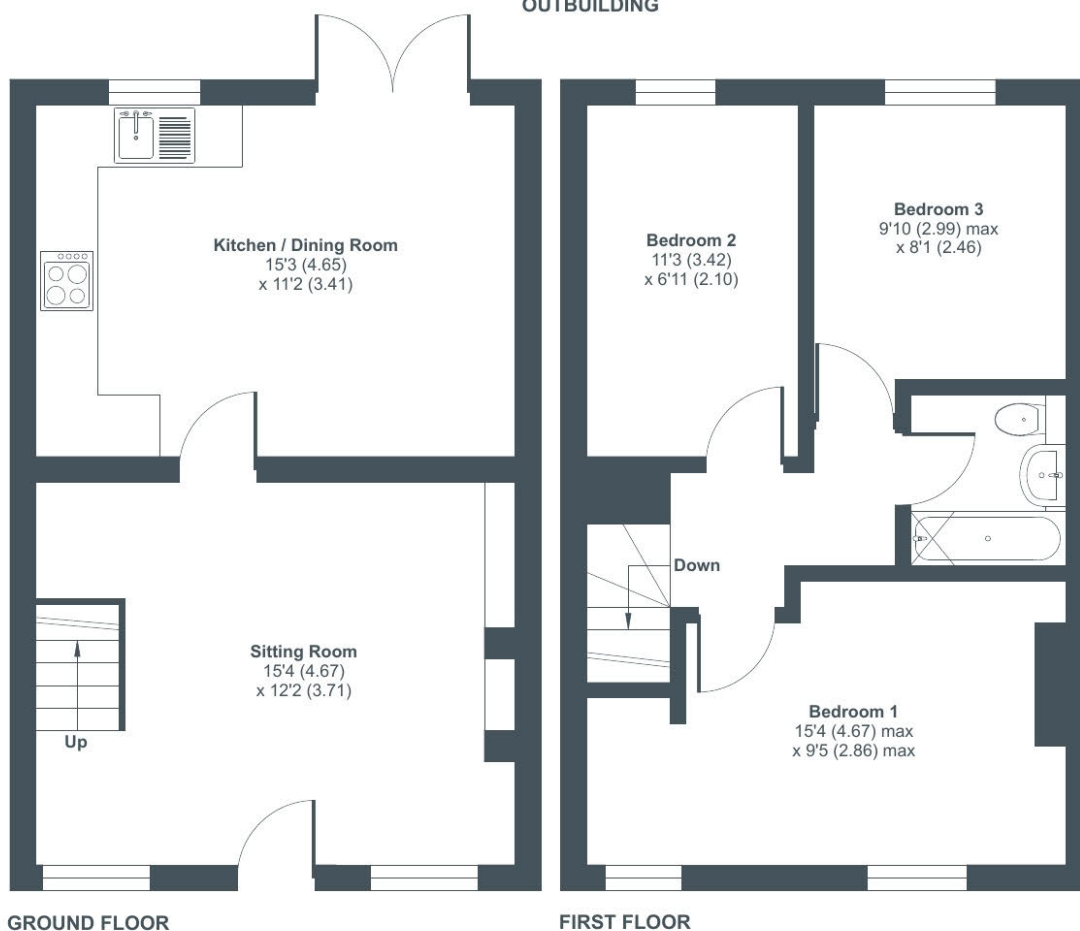 OUTBUILDING
Kitchen / Dining Room
15'3 (4.65)
x 11'2 (3.41)
Bedroom 2
11'3 (3.42)
x 6'11 (2.10)
Bedroom 3
9'10 (2.99) max
x 8'1 (2.46)
Down
Sitting Room
15'4 (4.67)
x 12'2 (3.71)
Up
Bedroom 1
15'4 (4.67) max
x 9'5 (2.86) max
GROUND FLOOR
FIRST FLOOR